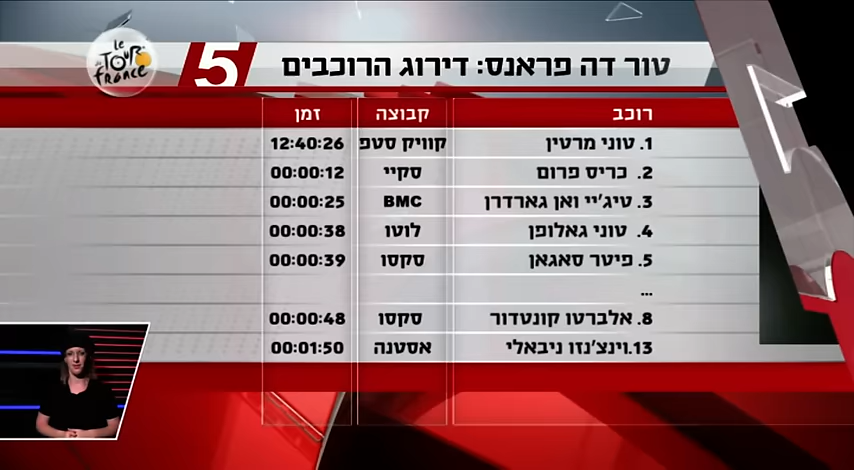 Le
TOUR
de
FRANCE
5
טור דה פראנס: דירוג הרוכבים
רוכב קבוצה זמן
1. טוני מרטין קוויק סטפ 12:40:26
2. כריס פרום סקיי 00:00:12
3. טיג'יי ואן גארדרן BMC 00:00:25
4. טוני גאלופן לוטו 00:00:38
5. פיטר סאגאן סקסו 00:00:39
...
8. אלברטו קונטדור סקסו 00:00:48
13. וינצ'נזו ניבאלי אסטנה 00:01:50